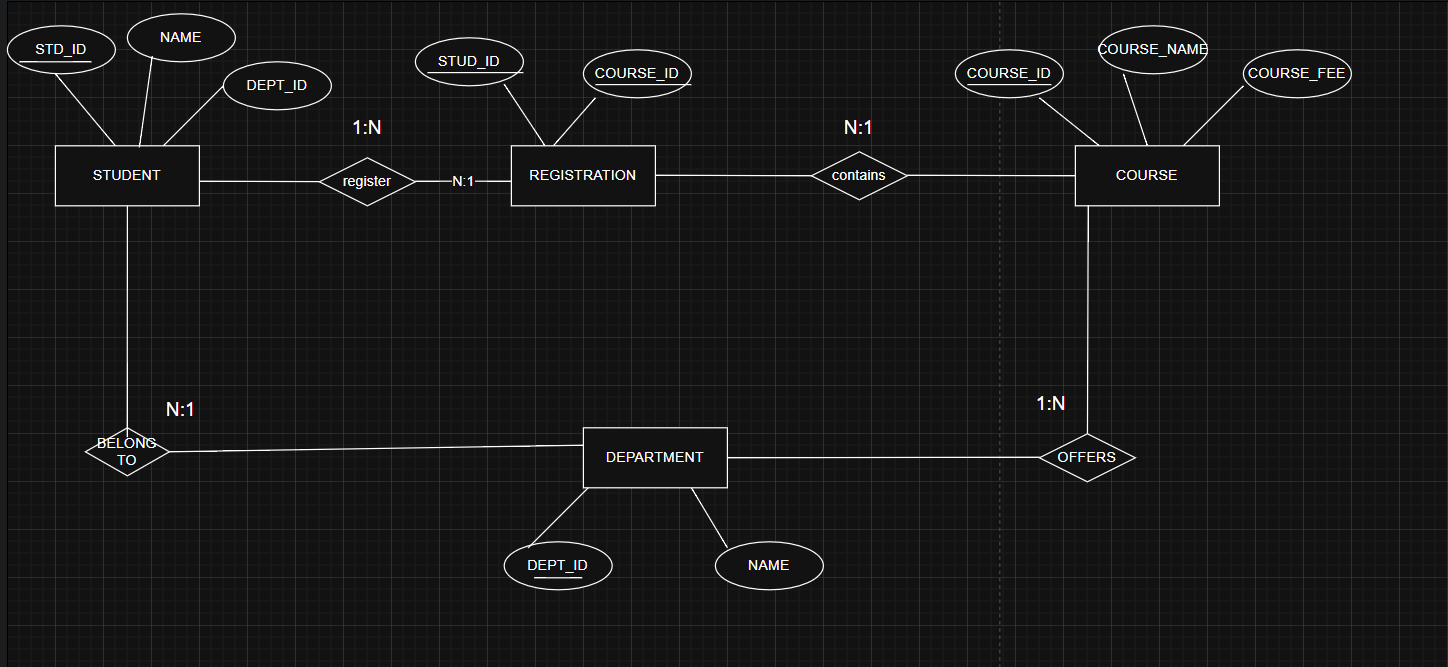 STD_ID
NAME
DEPT_ID
STUD_ID
COURSE_ID
COURSE_ID
COURSE_NAME
COURSE_FEE
1:N
N:1
STUDENT
register
N:1
REGISTRATION
contains
COURSE
N:1
1:N
BELONG
TO
DEPARTMENT
OFFERS
DEPT_ID
NAME